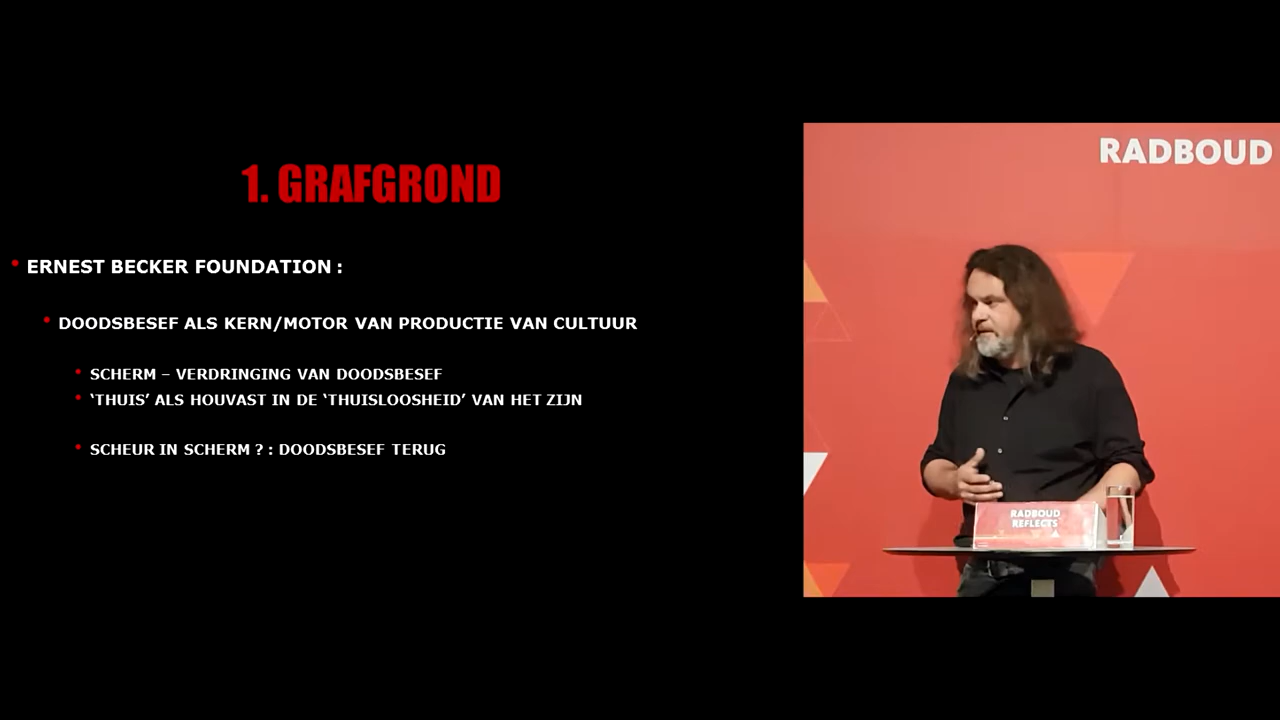 1. GRAFGROND
• ERNEST BECKER FOUNDATION :
• DOODSBESEF ALS KERN/MOTOR VAN PRODUCTIE VAN CULTUUR
• SCHERM – VERDRINGING VAN DOODSBESEF
• ‘THUIS’ ALS HOUVAST IN DE ‘THUISLOOSHEID’ VAN HET ZIJN
• SCHEUR IN SCHERM ? : DOODSBESEF TERUG
RADBOUD
RADBOUD
REFLECTS